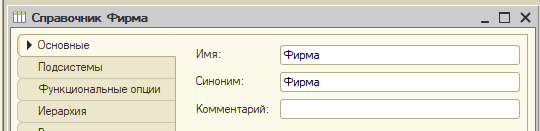 Справочник Фирма
Основные
Подсистемы
Функциональные опции
Иерархия
Имя: Фирма
Синоним: Фирма
Комментарий: